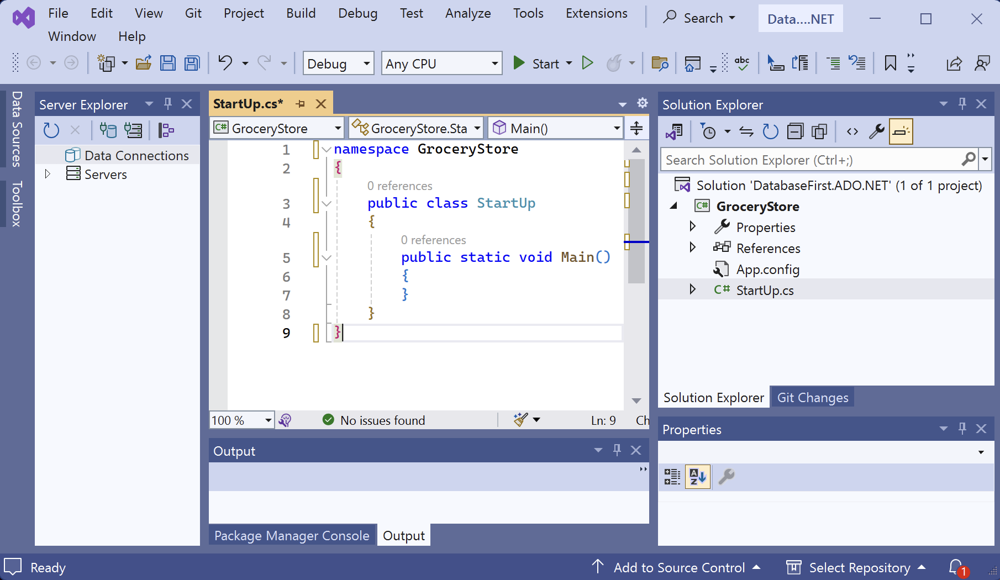 File Edit View Git Project Build Debug Test Analyze Tools Extensions Search Data....NET
Window Help
Debug Any CPU Start abc
Data Sources
Toolbox
Server Explorer
Data Connections
Servers
StartUp.cs*
C# GroceryStore GroceryStore.Sta Main()
1 namespace GroceryStore
2 {
0 references
3 public class StartUp
4 {
0 references
5 public static void Main()
6 {
7 }
8 }
9 }
100 % No issues found Ln: 9 Ch
Output
Package Manager Console Output
Solution Explorer
Search Solution Explorer (Ctrl+;)
Solution 'DatabaseFirst.ADO.NET' (1 of 1 project)
C# GroceryStore
Properties
References
App.config
C# StartUp.cs
Solution Explorer Git Changes
Properties
A
Z
Ready Add to Source Control Select Repository 1